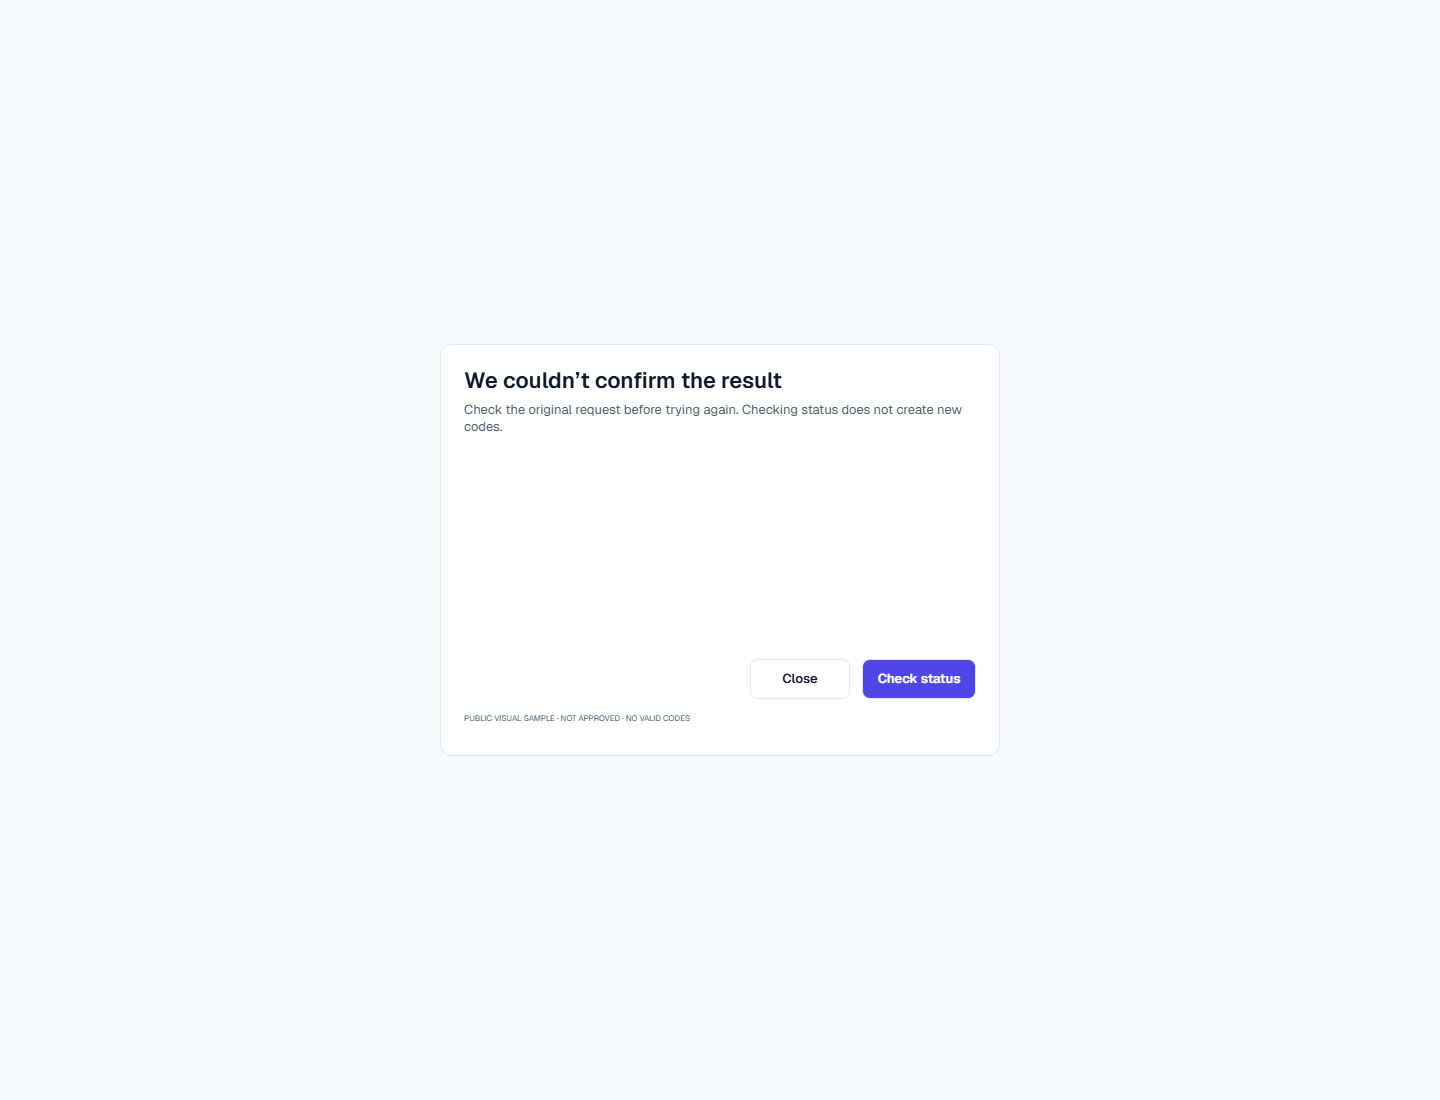 We couldn’t confirm the result
Check the original request before trying again. Checking status does not create new
codes.
Close
Check status
PUBLIC VISUAL SAMPLE · NOT APPROVED · NO VALID CODES